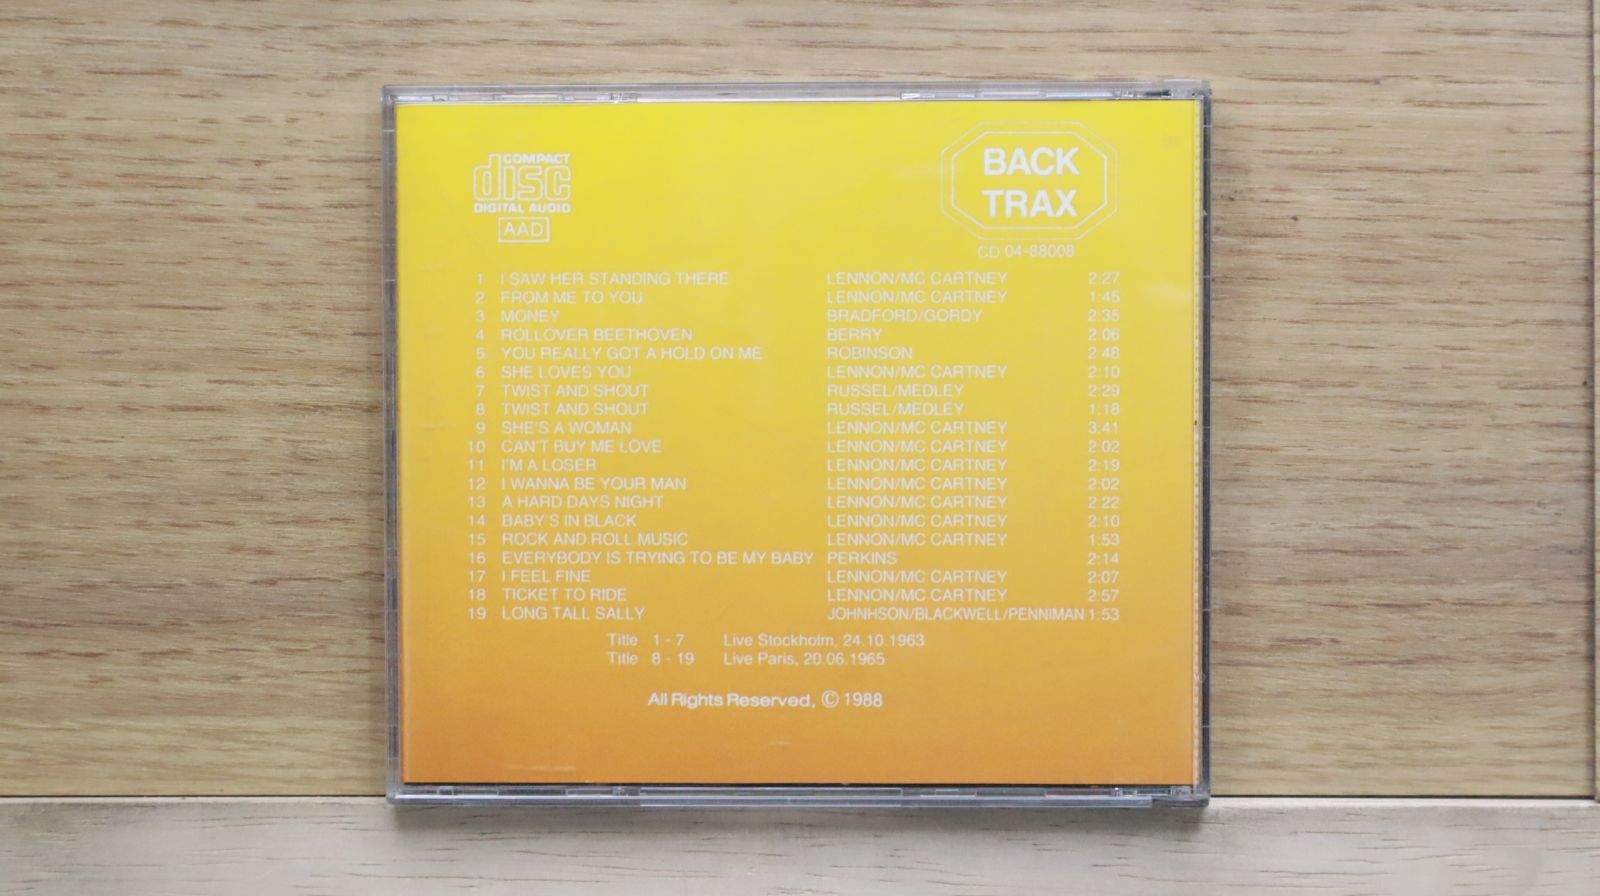 COMPACT
disc
DIGITAL AUDIO
AAD
BACK
TRAX
CD 04-88008
1 I SAW HER STANDING THERE LENNON/MC CARTNEY 2:27
2 FROM ME TO YOU LENNON/MC CARTNEY 1:45
3 MONEY BRADFORD/GORDY 2:35
4 ROLLOVER BEETHOVEN BERRY 2:06
5 YOU REALLY GOT A HOLD ON ME ROBINSON 2:48
6 SHE LOVES YOU LENNON/MC CARTNEY 2:10
7 TWIST AND SHOUT RUSSEL/MEDLEY 2:29
8 TWIST AND SHOUT RUSSEL/MEDLEY 1:18
9 SHE'S A WOMAN LENNON/MC CARTNEY 3:41
10 CAN'T BUY ME LOVE LENNON/MC CARTNEY 2:02
11 I'M A LOSER LENNON/MC CARTNEY 2:19
12 I WANNA BE YOUR MAN LENNON/MC CARTNEY 2:02
13 A HARD DAYS NIGHT LENNON/MC CARTNEY 2:22
14 BABY'S IN BLACK LENNON/MC CARTNEY 2:10
15 ROCK AND ROLL MUSIC LENNON/MC CARTNEY 1:53
16 EVERYBODY IS TRYING TO BE MY BABY PERKINS 2:14
17 I FEEL FINE LENNON/MC CARTNEY 2:07
18 TICKET TO RIDE LENNON/MC CARTNEY 2:57
19 LONG TALL SALLY JOHNHSON/BLACKWELL/PENNIMAN 1:53
Title 1 - 7 Live Stockholm, 24.10.1963
Title 8 - 19 Live Paris, 20.06.1965
All Rights Reserved, © 1988